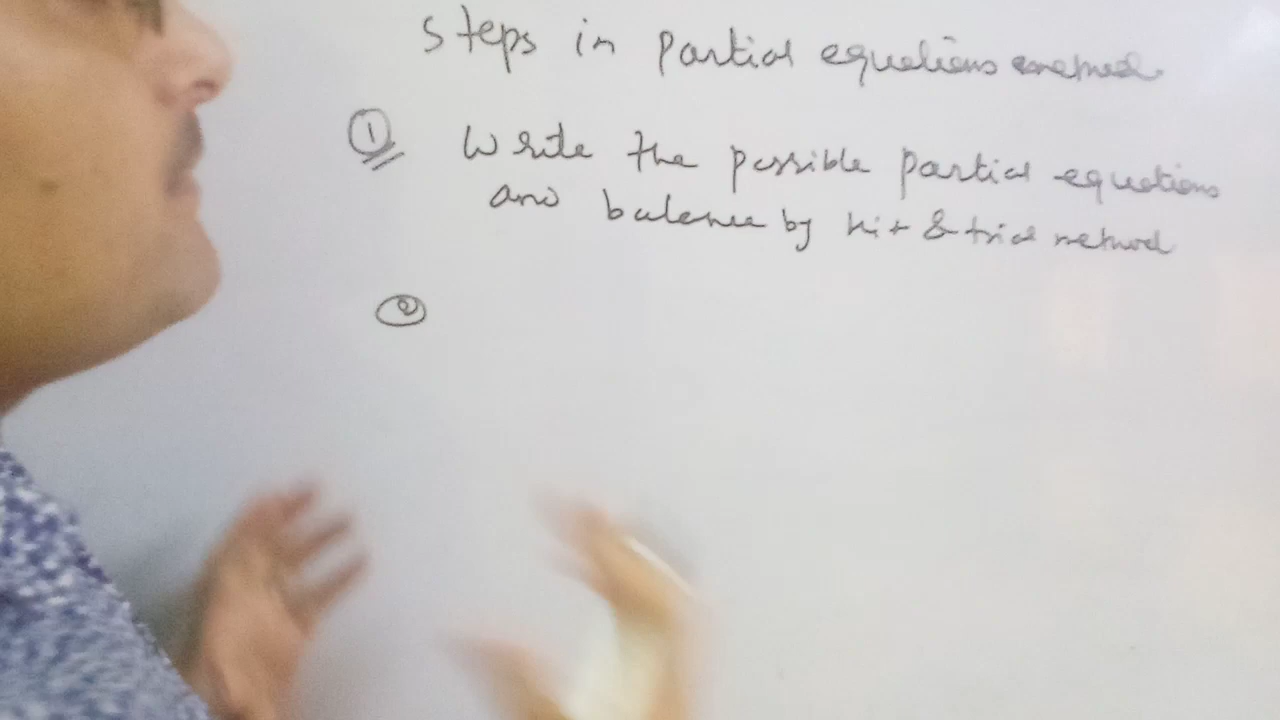 Steps in Partial equations method
① Write the possible partial equations
and balance by hit & trial method
②